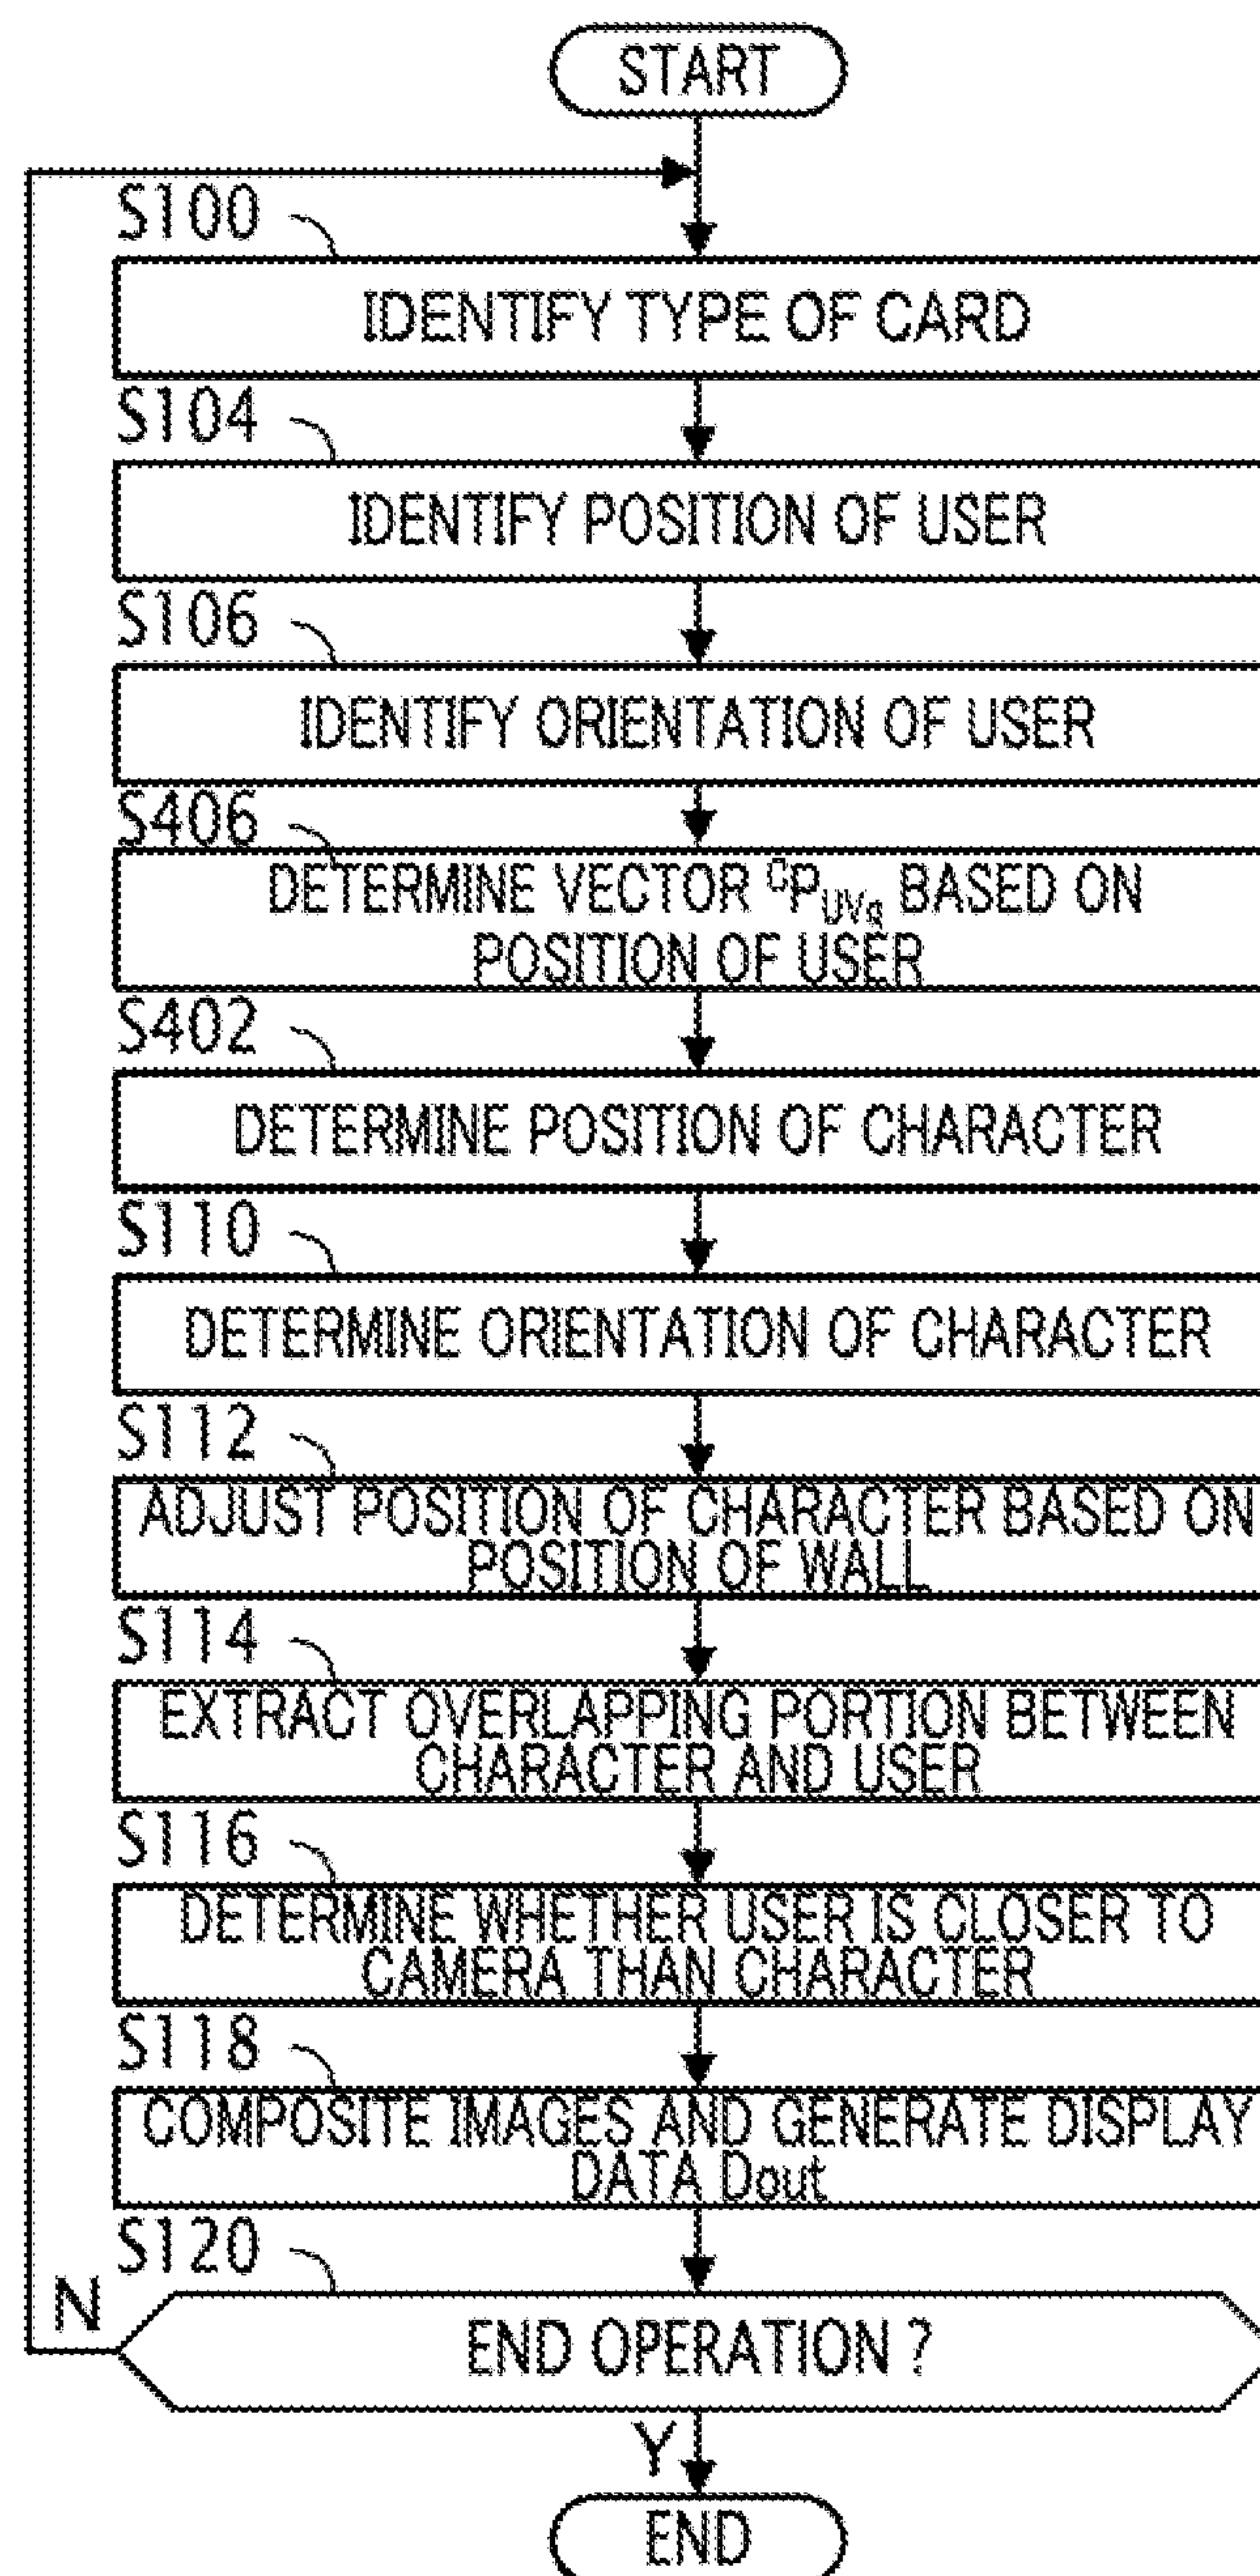 START
S100
IDENTIFY TYPE OF CARD
S104
IDENTIFY POSITION OF USER
S106
IDENTIFY ORIENTATION OF USER
S406
DETERMINE VECTOR ᶜP_UVq BASED ON
POSITION OF USER
S402
DETERMINE POSITION OF CHARACTER
S110
DETERMINE ORIENTATION OF CHARACTER
S112
ADJUST POSITION OF CHARACTER BASED ON
POSITION OF WALL
S114
EXTRACT OVERLAPPING PORTION BETWEEN
CHARACTER AND USER
S116
DETERMINE WHETHER USER IS CLOSER TO
CAMERA THAN CHARACTER
S118
COMPOSITE IMAGES AND GENERATE DISPLAY
DATA Dout
S120
N
END OPERATION ?
Y
END